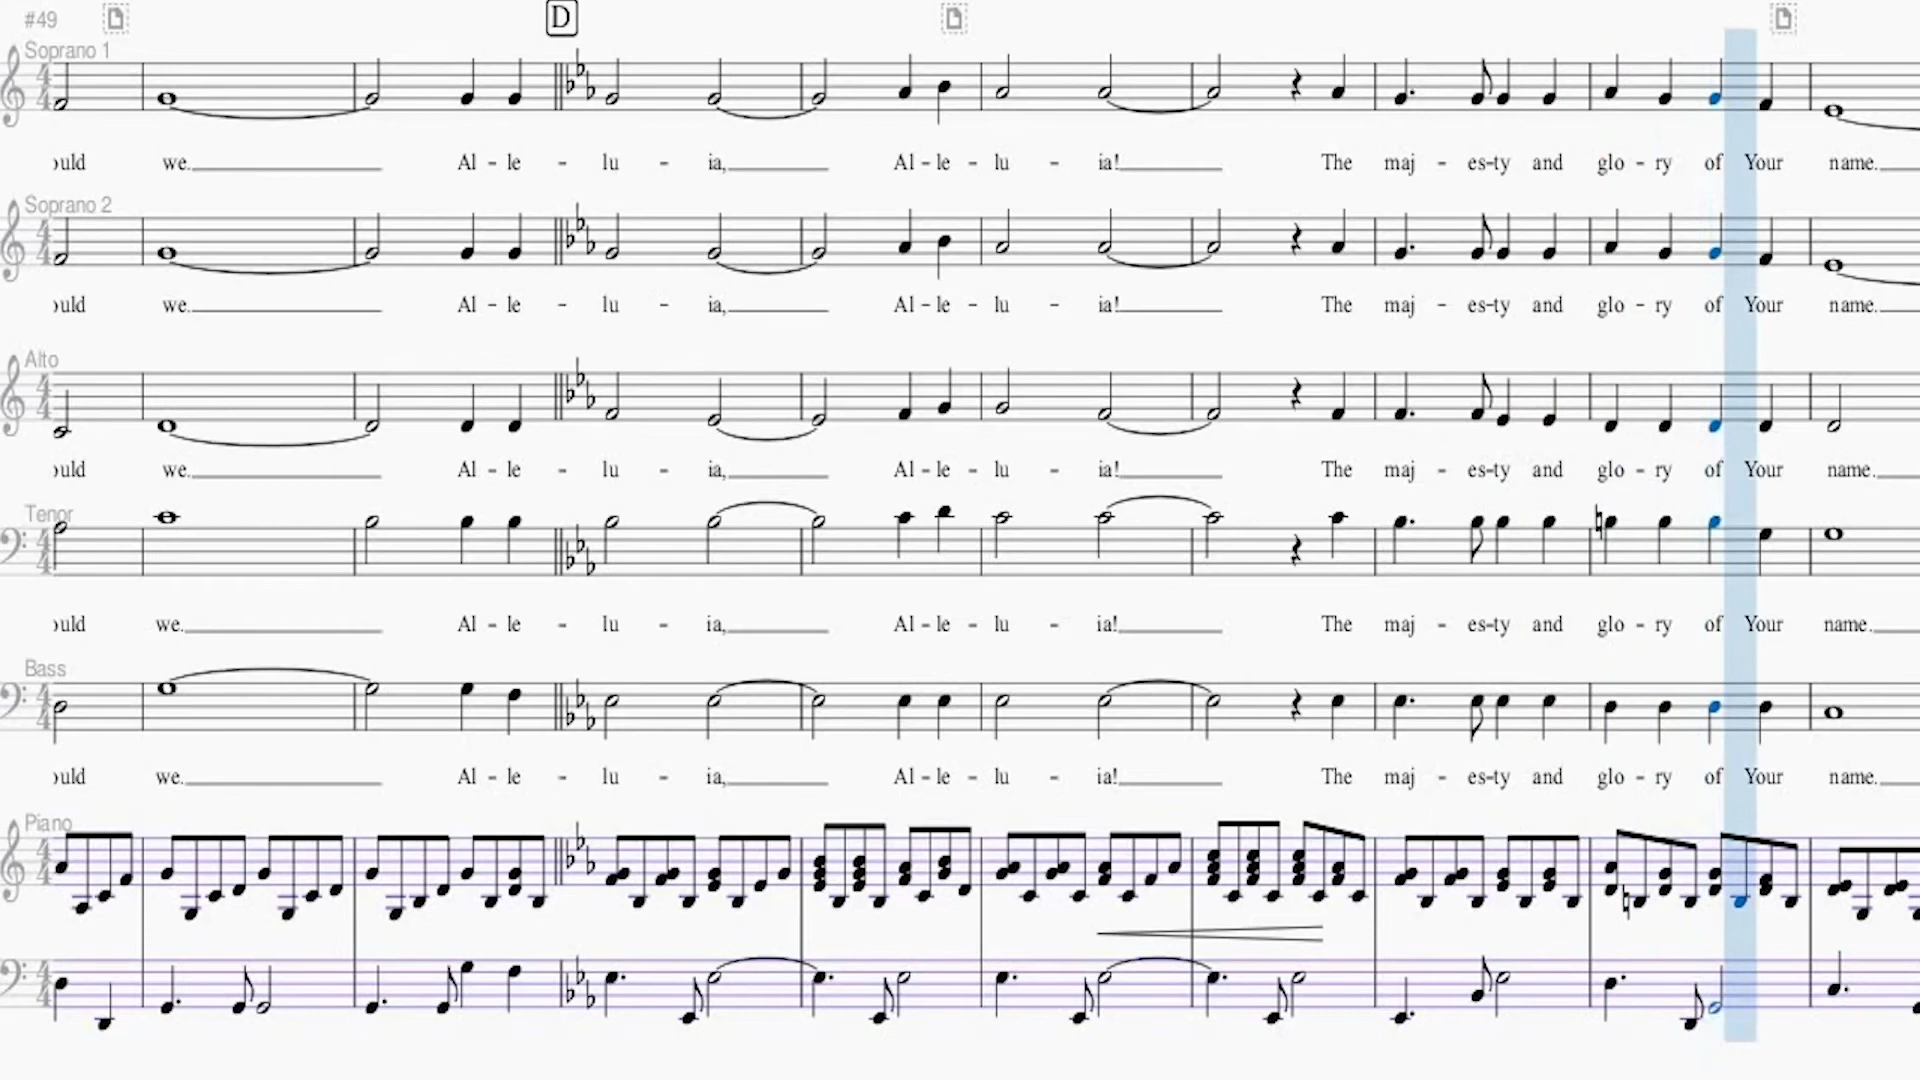 #49
D
Soprano 1
ould we. Al - le - lu - ia, Al - le - lu - ia! The maj - es-ty and glo - ry of Your name.
Soprano 2
ould we. Al - le - lu - ia, Al - le - lu - ia! The maj - es-ty and glo - ry of Your name.
Alto
ould we. Al - le - lu - ia, Al - le - lu - ia! The maj - es-ty and glo - ry of Your name.
Tenor
ould we. Al - le - lu - ia, Al - le - lu - ia! The maj - es-ty and glo - ry of Your name.
Bass
ould we. Al - le - lu - ia, Al - le - lu - ia! The maj - es-ty and glo - ry of Your name.
Piano